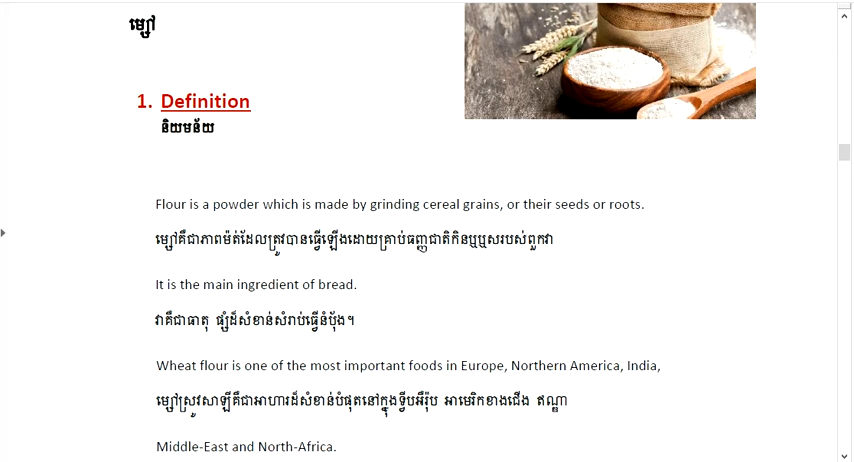 ម្សៅ
1. Definition
និយមន័យ
Flour is a powder which is made by grinding cereal grains, or their seeds or roots.
ម្សៅគឺជាភាពម៉ត់ដែលត្រូវបានធ្វើឡើងដោយគ្រាប់ធញ្ញជាតិកិនឬឬសរបស់ពួកវា
It is the main ingredient of bread.
វាគឺជាធាតុ ផ្សំដ៏សំខាន់សំរាប់ធ្វើនំប៉័ង។
Wheat flour is one of the most important foods in Europe, Northern America, India,
ម្សៅស្រូវសាឡីគឺជាអាហារដ៏សំខាន់បំផុតនៅក្នុងទ្វីបអឺរ៉ុប អាមេរិកខាងជើង ឥណ្ឌា
Middle-East and North-Africa.